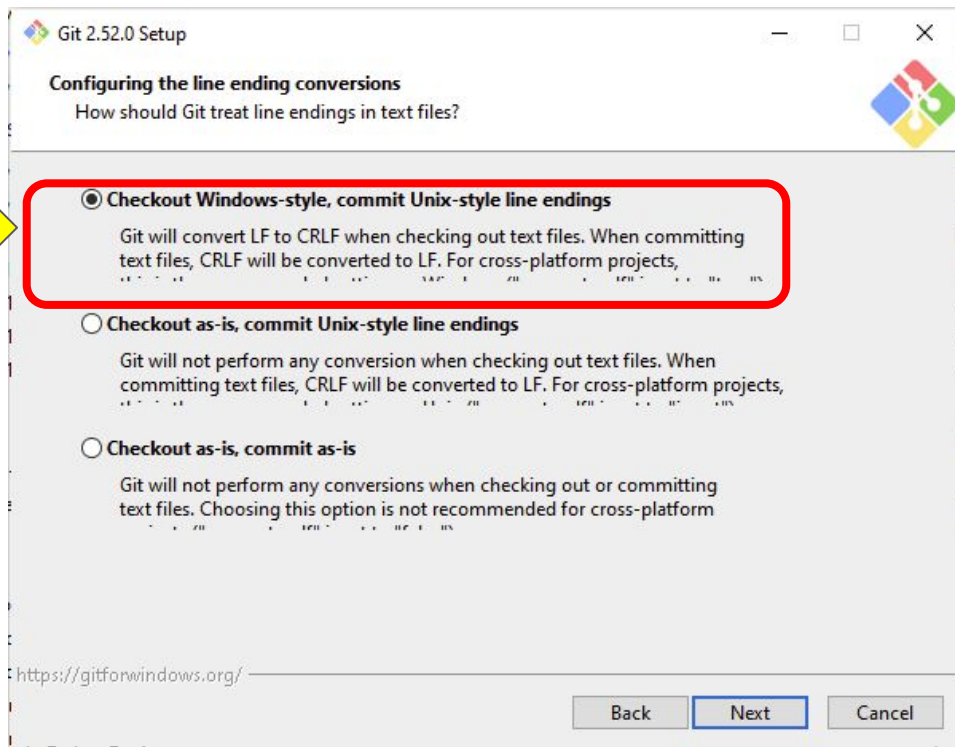 Git 2.52.0 Setup
Configuring the line ending conversions
How should Git treat line endings in text files?
Checkout Windows-style, commit Unix-style line endings
Git will convert LF to CRLF when checking out text files. When committing
text files, CRLF will be converted to LF. For cross-platform projects,
Checkout as-is, commit Unix-style line endings
Git will not perform any conversion when checking out text files. When
committing text files, CRLF will be converted to LF. For cross-platform projects,
Checkout as-is, commit as-is
Git will not perform any conversions when checking out or committing
text files. Choosing this option is not recommended for cross-platform
https://gitforwindows.org/
Back Next Cancel